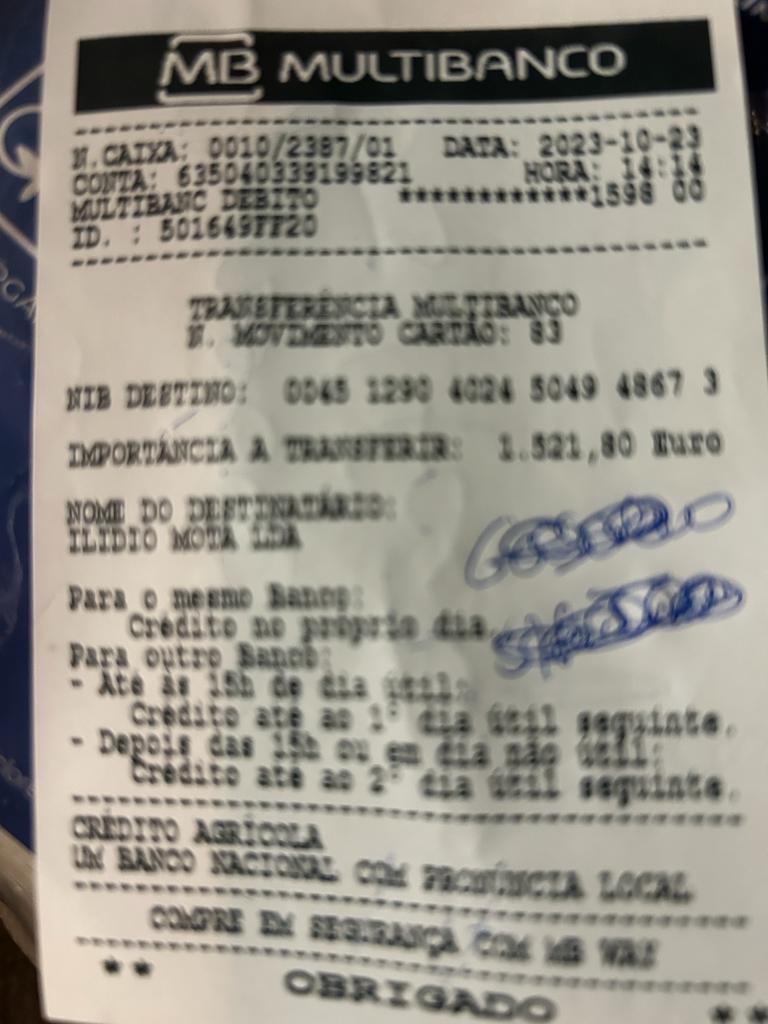 MB MULTIBANCO
N.CAIXA: 0010/2387/01 DATA: 2023-10-23
CONTA: 635040339199821 HORA: 14:14
MULTIBANC DEBITO ************1598 00
ID. : 501649FF20
TRANSFERÊNCIA MULTIBANCO
N. MOVIMENTO CARTÃO: 83
NIB DESTINO: 0045 1290 4024 5049 4867 3
IMPORTÂNCIA A TRANSFERIR: 1.521,80 Euro
NOME DO DESTINATÁRIO:
ILIDIO MOTA LDA
Para o mesmo Banco:
Crédito no próprio dia.
Para outro Banco:
- Até às 15h de dia útil:
Crédito até ao 1º dia útil seguinte.
- Depois das 15h ou em dia não útil:
Crédito até ao 2º dia útil seguinte.
CRÉDITO AGRÍCOLA
UM BANCO NACIONAL COM PRONÚNCIA LOCAL
COMPRE EM SEGURANÇA COM MB WAY
** OBRIGADO **